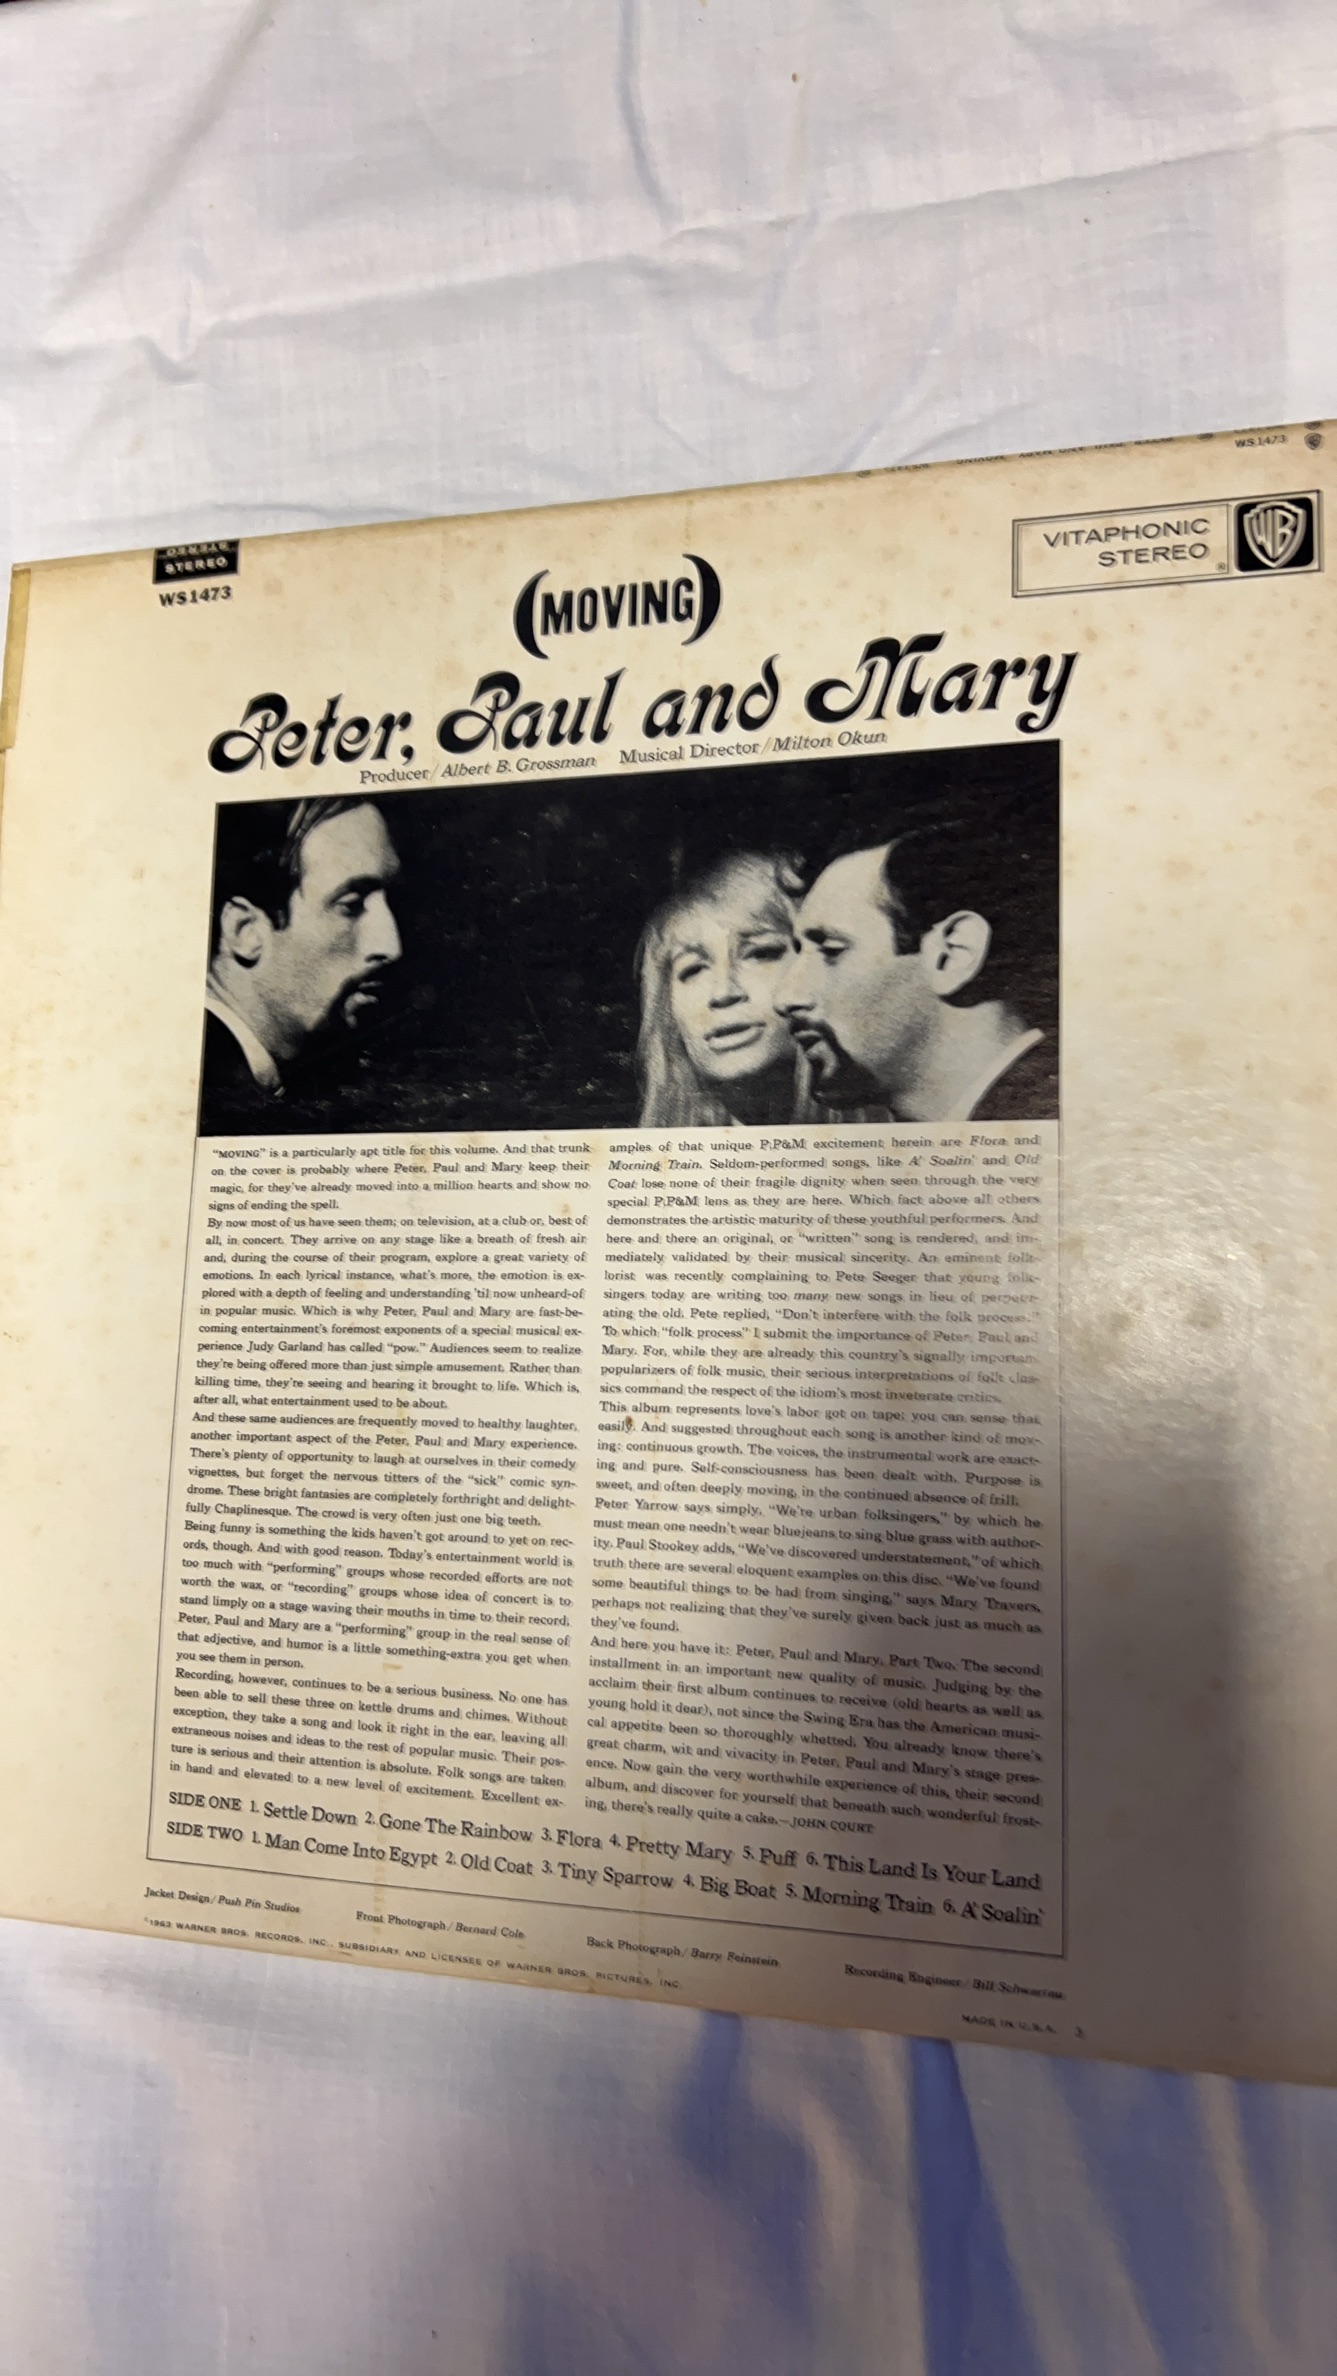 WS1473
STEREO
WS1473
VITAPHONIC
STEREO
®
WB
(MOVING)
Peter, Paul and Mary
Producer/Albert B. Grossman Musical Director/Milton Okun
"MOVING" is a particularly apt title for this volume. And that trunk
on the cover is probably where Peter, Paul and Mary keep their
magic, for they've already moved into a million hearts and show no
signs of ending the spell.
By now most of us have seen them; on television, at a club or, best of
all, in concert. They arrive on any stage like a breath of fresh air
and, during the course of their program, explore a great variety of
emotions. In each lyrical instance, what's more, the emotion is ex-
plored with a depth of feeling and understanding 'til now unheard-of
in popular music. Which is why Peter, Paul and Mary are fast-be-
coming entertainment's foremost exponents of a special musical ex-
perience Judy Garland has called "pow." Audiences seem to realize
they're being offered more than just simple amusement. Rather than
killing time, they're seeing and hearing it brought to life. Which is,
after all, what entertainment used to be about.
And these same audiences are frequently moved to healthy laughter,
another important aspect of the Peter, Paul and Mary experience.
There's plenty of opportunity to laugh at ourselves in their comedy
vignettes, but forget the nervous titters of the "sick" comic syn-
drome. These bright fantasies are completely forthright and delight-
fully Chaplinesque. The crowd is very often just one big teeth.
Being funny is something the kids haven't got around to yet on rec-
ords, though. And with good reason. Today's entertainment world is
too much with "performing" groups whose recorded efforts are not
worth the wax, or "recording" groups whose idea of concert is to
stand limply on a stage waving their mouths in time to their record.
Peter, Paul and Mary are a "performing" group in the real sense of
that adjective, and humor is a little something-extra you get when
you see them in person.
Recording, however, continues to be a serious business. No one has
been able to sell these three on kettle drums and chimes. Without
exception, they take a song and look it right in the ear, leaving all
extraneous noises and ideas to the rest of popular music. Their pos-
ture is serious and their attention is absolute. Folk songs are taken
in hand and elevated to a new level of excitement. Excellent ex-
amples of that unique P,P&M excitement herein are Flora and
Morning Train. Seldom-performed songs, like A' Soalin' and Old
Coat lose none of their fragile dignity when seen through the very
special P,P&M lens as they are here. Which fact above all others
demonstrates the artistic maturity of these youthful performers. And
here and there an original, or "written" song is rendered, and im-
mediately validated by their musical sincerity. An eminent folk-
lorist was recently complaining to Pete Seeger that young folk-
singers today are writing too many new songs in lieu of perpetu-
ating the old. Pete replied, "Don't interfere with the folk process."
To which "folk process" I submit the importance of Peter, Paul and
Mary. For, while they are already this country's signally important
popularizers of folk music, their serious interpretations of folk clas-
sics command the respect of the idiom's most inveterate critics.
This album represents love's labor got on tape: you can sense that
easily. And suggested throughout each song is another kind of mov-
ing: continuous growth. The voices, the instrumental work are exact-
ing and pure. Self-consciousness has been dealt with. Purpose is
sweet, and often deeply moving, in the continued absence of frill.
Peter Yarrow says simply, "We're urban folksingers," by which he
must mean one needn't wear bluejeans to sing blue grass with author-
ity. Paul Stookey adds, "We've discovered understatement," of which
truth there are several eloquent examples on this disc. "We've found
some beautiful things to be had from singing," says Mary Travers,
perhaps not realizing that they've surely given back just as much as
they've found.
And here you have it: Peter, Paul and Mary, Part Two. The second
installment in an important new quality of music. Judging by the
acclaim their first album continues to receive (old hearts as well as
young hold it dear), not since the Swing Era has the American musi-
cal appetite been so thoroughly whetted. You already know there's
great charm, wit and vivacity in Peter, Paul and Mary's stage pres-
ence. Now gain the very worthwhile experience of this, their second
album, and discover for yourself that beneath such wonderful frost-
ing, there's really quite a cake.—JOHN COURT
SIDE ONE 1. Settle Down 2. Gone The Rainbow 3. Flora 4. Pretty Mary 5. Puff 6. This Land Is Your Land
SIDE TWO 1. Man Come Into Egypt 2. Old Coat 3. Tiny Sparrow 4. Big Boat 5. Morning Train 6. A' Soalin'
Jacket Design/Push Pin Studios Front Photograph/Bernard Cole Back Photograph/Barry Feinstein Recording Engineer/Bill Schwartau
©1963 WARNER BROS. RECORDS, INC., SUBSIDIARY AND LICENSEE OF WARNER BROS. PICTURES, INC.
MADE IN U.S.A.